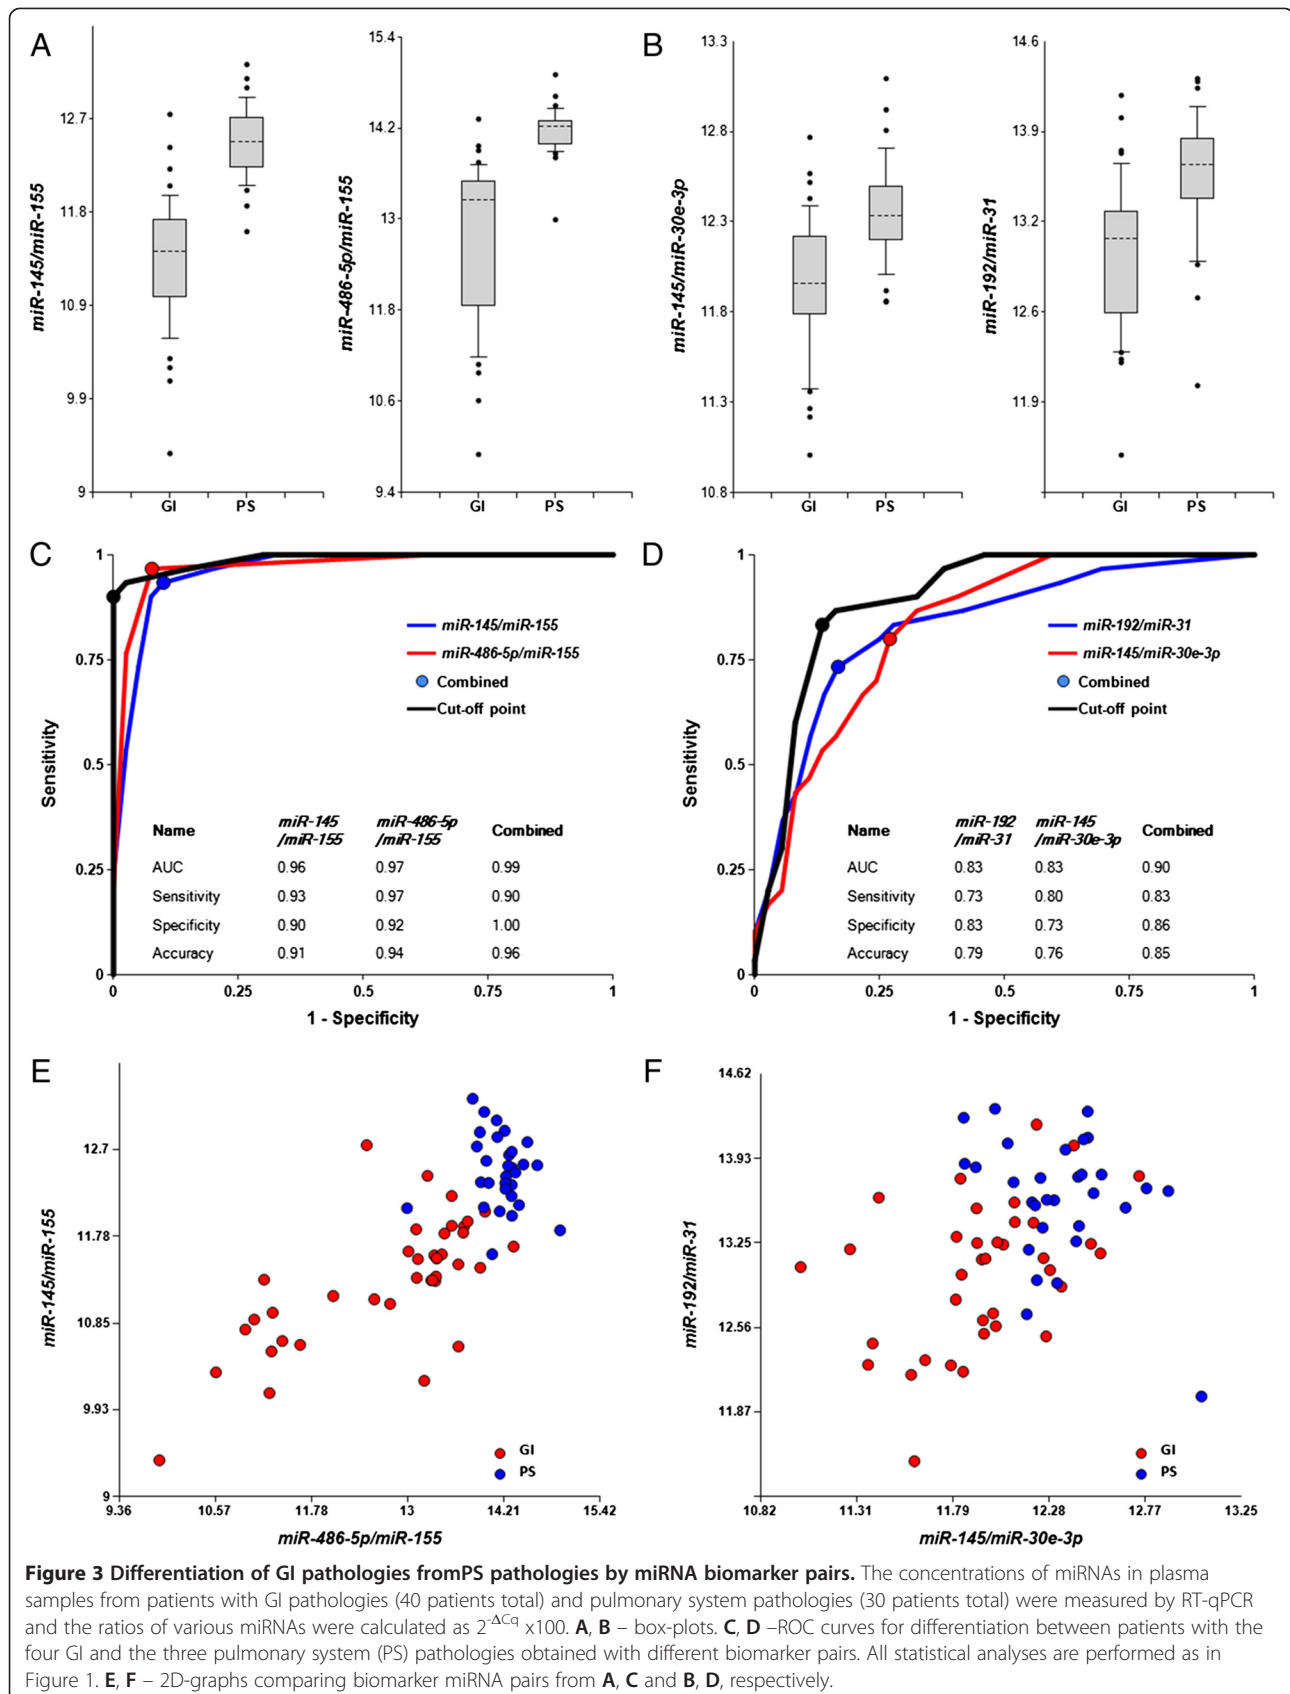 A
miR-145/miR-155
12.7
11.8
10.9
9.9
9
GI PS
miR-486-5p/miR-155
15.4
14.2
13
11.8
10.6
9.4
GI PS
B
miR-145/miR-30e-3p
13.3
12.8
12.3
11.8
11.3
10.8
GI PS
miR-192/miR-31
14.6
13.9
13.2
12.6
11.9
GI PS
C
Sensitivity
1
0.75
0.5
0.25
0
miR-145/miR-155
miR-486-5p/miR-155
Combined
Cut-off point
Name miR-145 /miR-155 miR-486-5p /miR-155 Combined
AUC 0.96 0.97 0.99
Sensitivity 0.93 0.97 0.90
Specificity 0.90 0.92 1.00
Accuracy 0.91 0.94 0.96
0 0.25 0.5 0.75 1
1 - Specificity
D
Sensitivity
1
0.75
0.5
0.25
0
miR-192/miR-31
miR-145/miR-30e-3p
Combined
Cut-off point
Name miR-192 /miR-31 miR-145 /miR-30e-3p Combined
AUC 0.83 0.83 0.90
Sensitivity 0.73 0.80 0.83
Specificity 0.83 0.73 0.86
Accuracy 0.79 0.76 0.85
0 0.25 0.5 0.75 1
1 - Specificity
E
miR-145/miR-155
12.7
11.78
10.85
9.93
9
GI
PS
9.36 10.57 11.78 13 14.21 15.42
miR-486-5p/miR-155
F
miR-192/miR-31
14.62
13.93
13.25
12.56
11.87
GI
PS
10.82 11.31 11.79 12.28 12.77 13.25
miR-145/miR-30e-3p
Figure 3 Differentiation of GI pathologies fromPS pathologies by miRNA biomarker pairs. The concentrations of miRNAs in plasma
samples from patients with GI pathologies (40 patients total) and pulmonary system pathologies (30 patients total) were measured by RT-qPCR
and the ratios of various miRNAs were calculated as 2^-ΔCq x100. A, B – box-plots. C, D –ROC curves for differentiation between patients with the
four GI and the three pulmonary system (PS) pathologies obtained with different biomarker pairs. All statistical analyses are performed as in
Figure 1. E, F – 2D-graphs comparing biomarker miRNA pairs from A, C and B, D, respectively.